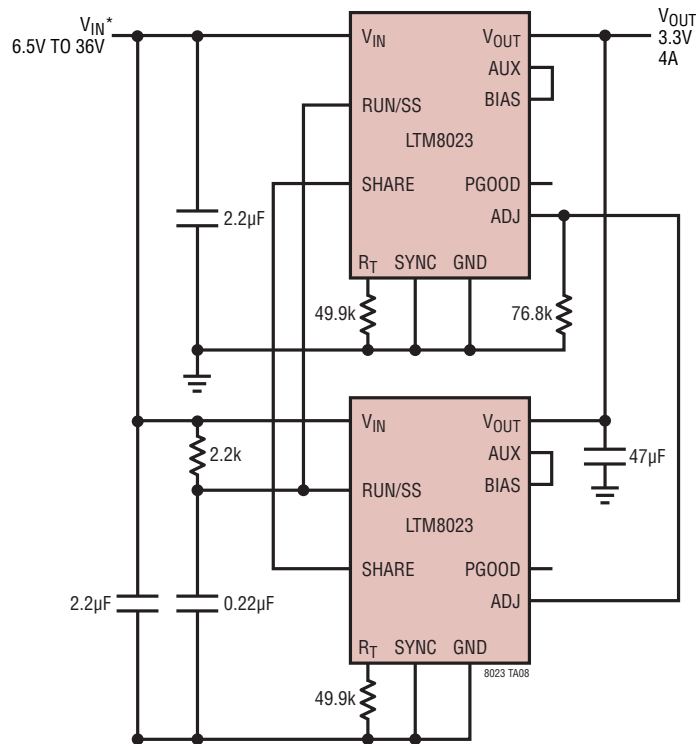 VIN*
6.5V TO 36V
VIN
VOUT
VOUT
3.3V
4A
AUX
BIAS
RUN/SS
LTM8023
SHARE
PGOOD
ADJ
2.2µF
RT
SYNC
GND
49.9k
76.8k
VIN
VOUT
2.2k
AUX
47µF
BIAS
RUN/SS
LTM8023
SHARE
PGOOD
2.2µF
0.22µF
ADJ
RT
SYNC
GND
8023 TA08
49.9k